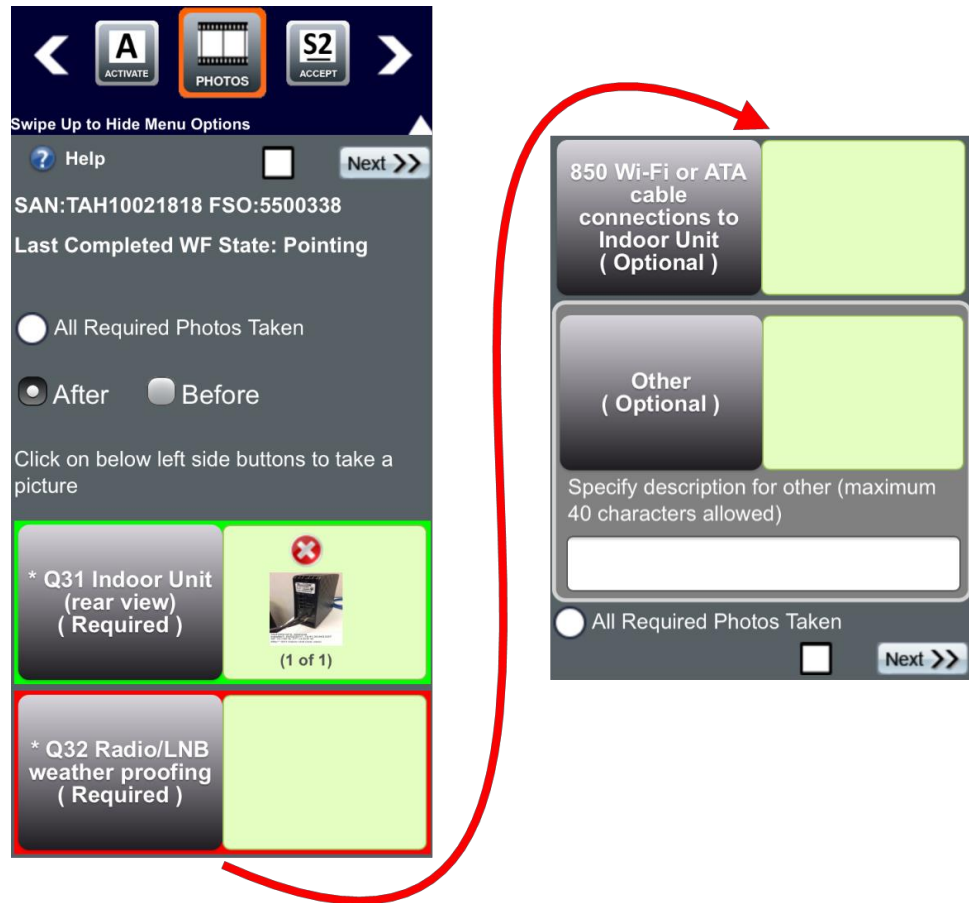 A
ACTIVATE
PHOTOS
S2
ACCEPT
Swipe Up to Hide Menu Options
? Help
Next >>
SAN:TAH10021818 FSO:5500338
Last Completed WF State: Pointing
All Required Photos Taken
After
Before
Click on below left side buttons to take a
picture
* Q31 Indoor Unit
(rear view)
( Required )
(1 of 1)
* Q32 Radio/LNB
weather proofing
( Required )
850 Wi-Fi or ATA
cable
connections to
Indoor Unit
( Optional )
Other
( Optional )
Specify description for other (maximum
40 characters allowed)
All Required Photos Taken
Next >>